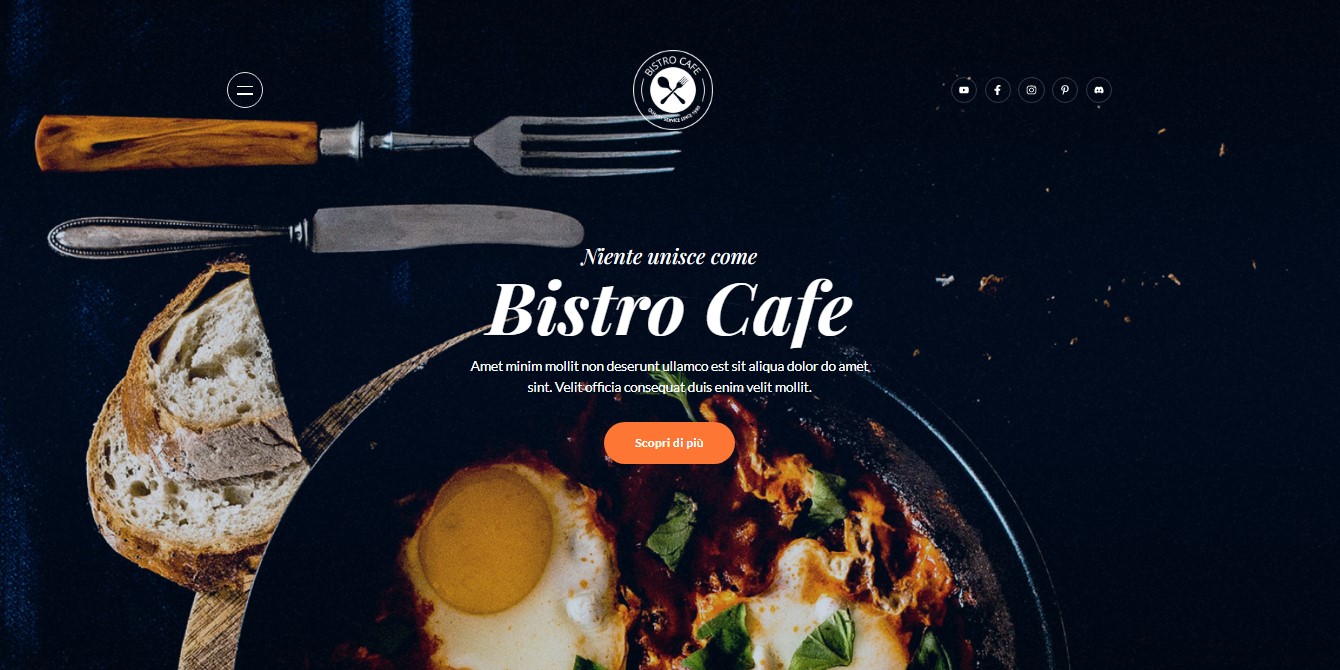 BISTRO CAFE
QUALITY SERVICE SINCE 1990
Niente unisce come
Bistro Cafe
Amet minim mollit non deserunt ullamco est sit aliqua dolor do amet
sint. Velit officia consequat duis enim velit mollit.
Scopri di più